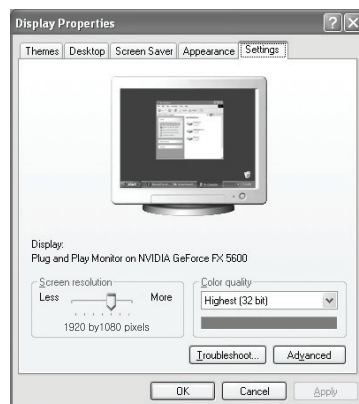 Display Properties
Themes Desktop Screen Saver Appearance Settings
Display:
Plug and Play Monitor on NVIDIA GeForce FX 5600
Screen resolution
Less More
1920 by1080 pixels
Color quality
Highest (32 bit)
Troubleshoot... Advanced
OK Cancel Apply